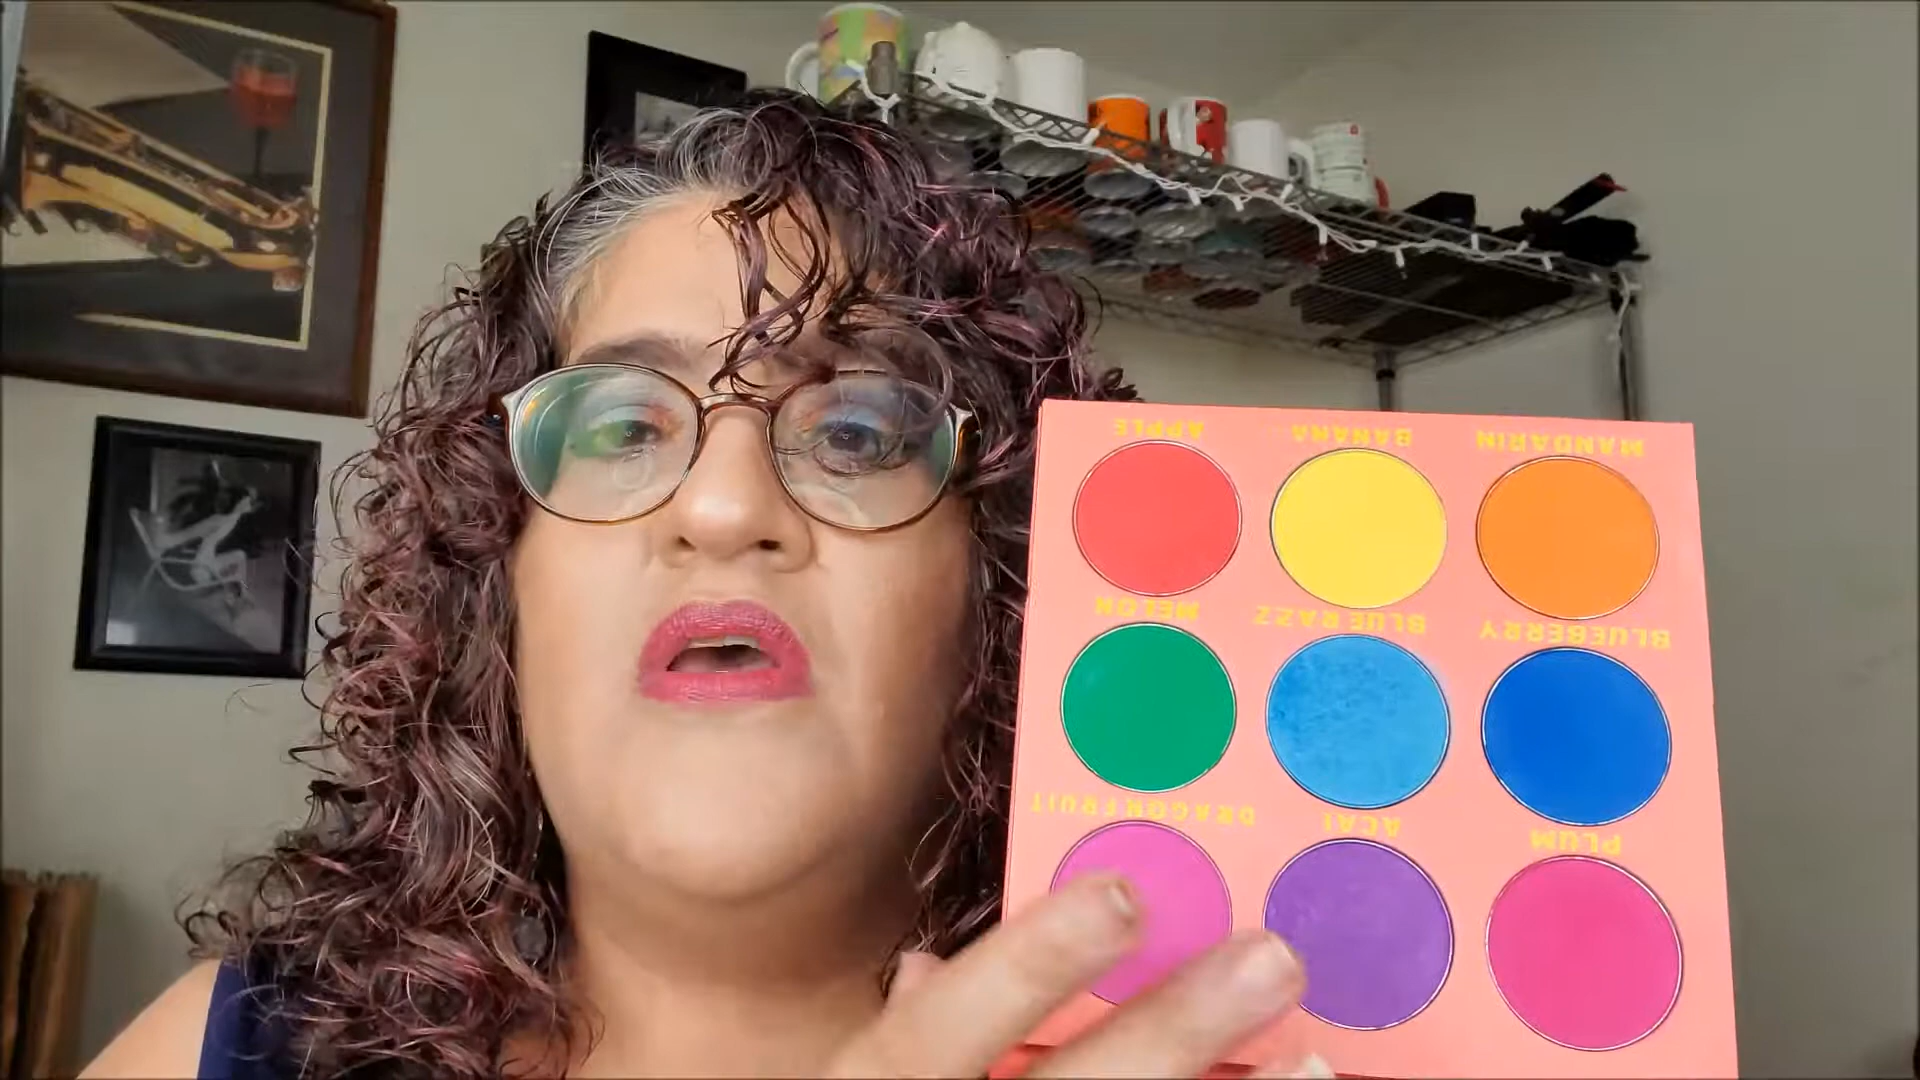 PLUM ACAI DRAGONFRUIT
BLUEBERRY BLUE RAZZ MELON
MANDARIN BANANA APPLE